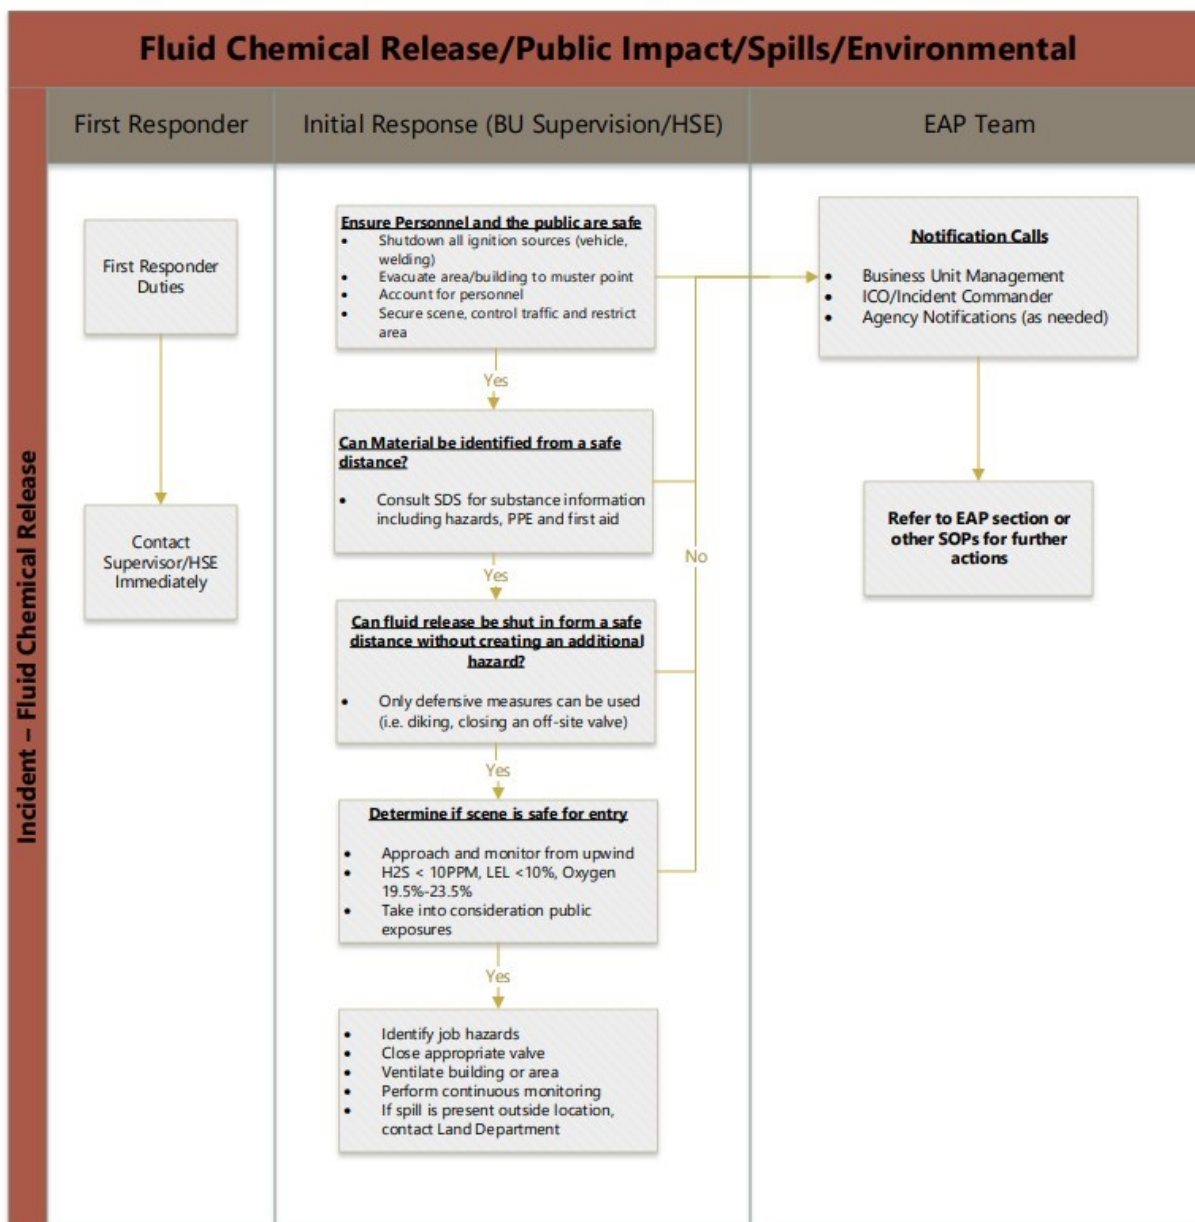 Fluid Chemical Release/Public Impact/Spills/Environmental
Incident – Fluid Chemical Release
First Responder
Initial Response (BU Supervision/HSE)
EAP Team
First Responder
Duties
Contact
Supervisor/HSE
Immediately
Ensure Personnel and the public are safe
• Shutdown all ignition sources (vehicle,
welding)
• Evacuate area/building to muster point
• Account for personnel
• Secure scene, control traffic and restrict
area
Yes
Can Material be identified from a safe
distance?
• Consult SDS for substance information
including hazards, PPE and first aid
Yes
Can fluid release be shut in form a safe
distance without creating an additional
hazard?
• Only defensive measures can be used
(i.e. diking, closing an off-site valve)
Yes
Determine if scene is safe for entry
• Approach and monitor from upwind
• H2S < 10PPM, LEL <10%, Oxygen
19.5%-23.5%
• Take into consideration public
exposures
Yes
• Identify job hazards
• Close appropriate valve
• Ventilate building or area
• Perform continuous monitoring
• If spill is present outside location,
contact Land Department
No
Notification Calls
• Business Unit Management
• ICO/Incident Commander
• Agency Notifications (as needed)
Refer to EAP section or
other SOPs for further
actions